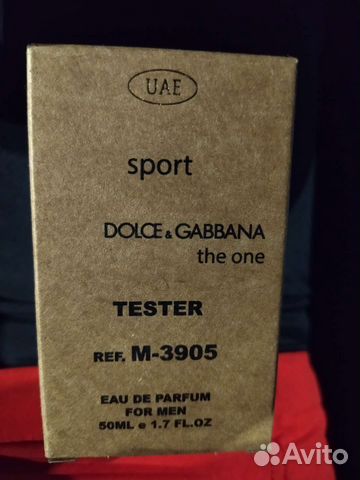 UAE
sport
DOLCE & GABBANA
the one
TESTER
REF. M-3905
EAU DE PARFUM
FOR MEN
50ML e 1.7 FL.OZ
Avito